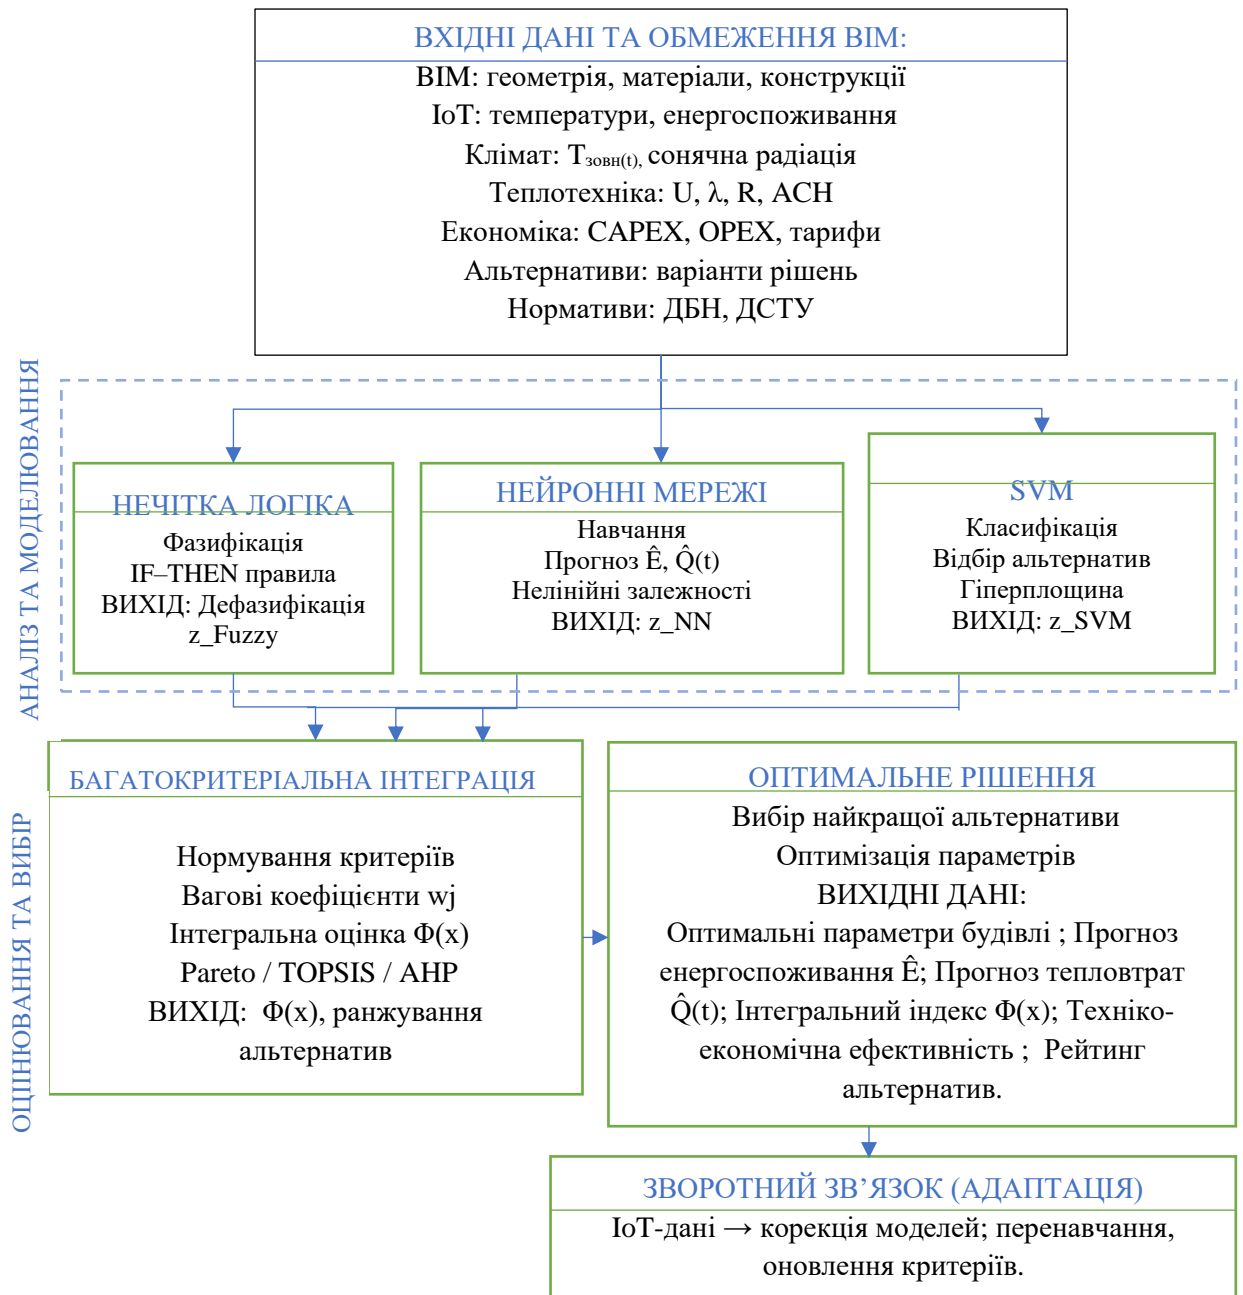 ВХІДНІ ДАНІ ТА ОБМЕЖЕННЯ BIM:
BIM: геометрія, матеріали, конструкції
IoT: температури, енергоспоживання
Клімат: Tзовн(t), сонячна радіація
Теплотехніка: U, λ, R, ACH
Економіка: CAPEX, OPEX, тарифи
Альтернативи: варіанти рішень
Нормативи: ДБН, ДСТУ
АНАЛІЗ ТА МОДЕЛЮВАННЯ
НЕЧІТКА ЛОГІКА
Фазифікація
IF–THEN правила
ВИХІД: Дефазифікація
z_Fuzzy
НЕЙРОННІ МЕРЕЖІ
Навчання
Прогноз Ê, Q̂(t)
Нелінійні залежності
ВИХІД: z_NN
SVM
Класифікація
Відбір альтернатив
Гіперплощина
ВИХІД: z_SVM
ОЦІІНЮВАННЯ ТА ВИБІР
БАГАТОКРИТЕРІАЛЬНА ІНТЕГРАЦІЯ
Нормування критеріїв
Вагові коефіцієнти wj
Інтегральна оцінка Φ(x)
Pareto / TOPSIS / AHP
ВИХІД: Φ(x), ранжування
альтернатив
ОПТИМАЛЬНЕ РІШЕННЯ
Вибір найкращої альтернативи
Оптимізація параметрів
ВИХІДНІ ДАНІ:
Оптимальні параметри будівлі ; Прогноз
енергоспоживання Ê; Прогноз тепловтрат
Q̂(t); Інтегральний індекс Φ(x); Техніко-
економічна ефективність ; Рейтинг
альтернатив.
ЗВОРОТНИЙ ЗВ’ЯЗОК (АДАПТАЦІЯ)
IoT-дані → корекція моделей; перенавчання,
оновлення критеріїв.